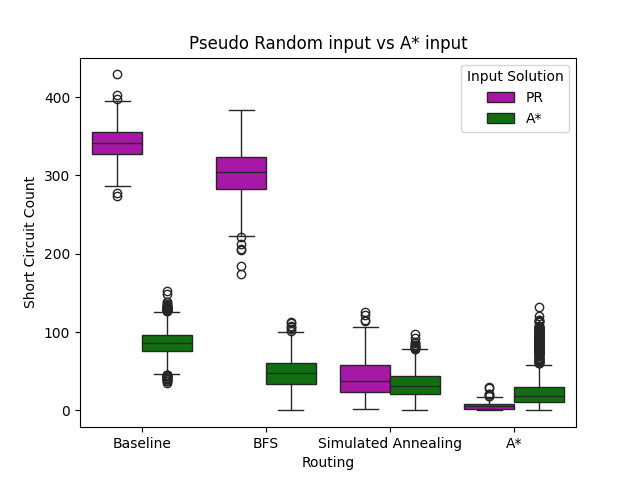 Pseudo Random input vs A* input
Input Solution
PR
A*
Short Circuit Count
400
300
200
100
0
Baseline
BFS
Simulated Annealing
A*
Routing